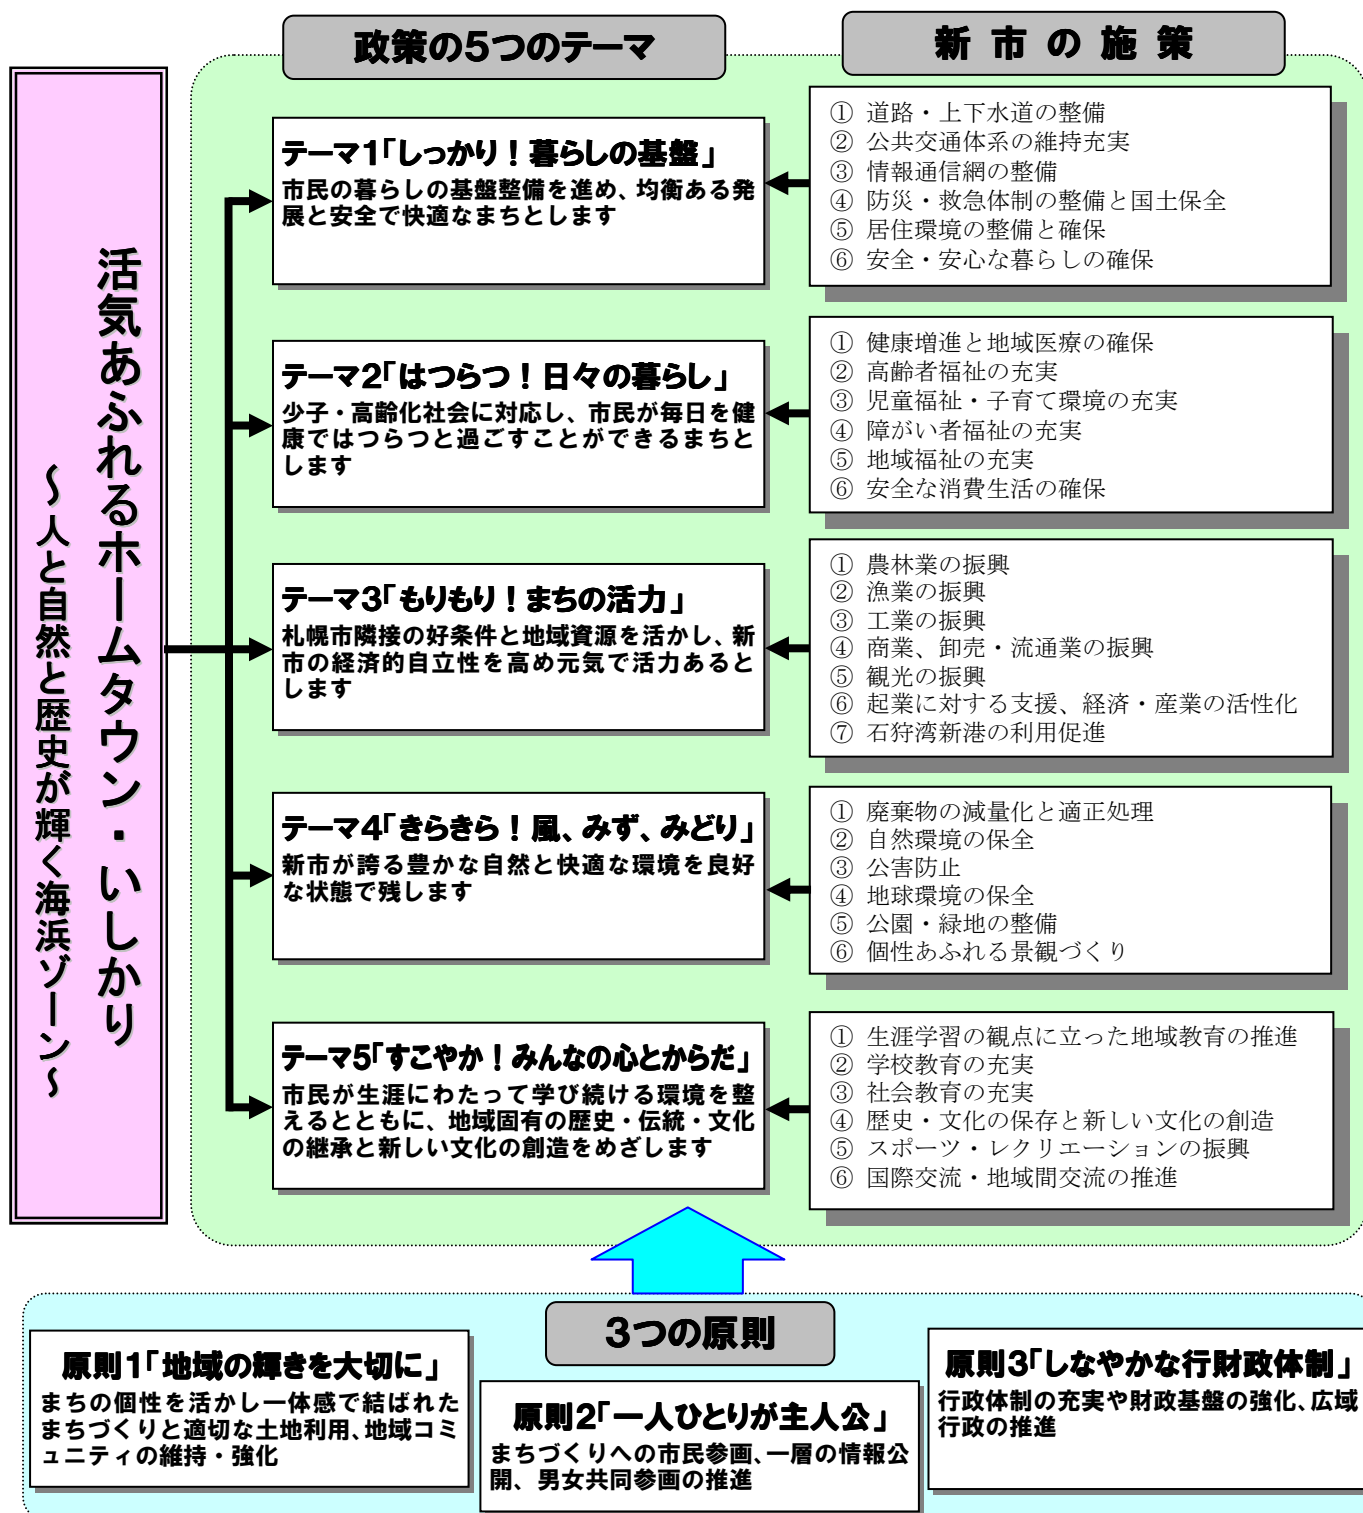 政策の5つのテーマ
新市の施策
活気あふれるホームタウン・いしかり
～人と自然と歴史が輝く海浜ゾーン～
テーマ1「しっかり！暮らしの基盤」
市民の暮らしの基盤整備を進め、均衡ある発
展と安全で快適なまちとします
① 道路・上下水道の整備
② 公共交通体系の維持充実
③ 情報通信網の整備
④ 防災・救急体制の整備と国土保全
⑤ 居住環境の整備と確保
⑥ 安全・安心な暮らしの確保
テーマ2「はつらつ！日々の暮らし」
少子・高齢化社会に対応し、市民が毎日を健
康ではつらつと過ごすことができるまちと
します
① 健康増進と地域医療の確保
② 高齢者福祉の充実
③ 児童福祉・子育て環境の充実
④ 障がい者福祉の充実
⑤ 地域福祉の充実
⑥ 安全な消費生活の確保
テーマ3「もりもり！まちの活力」
札幌市隣接の好条件と地域資源を活かし、新
市の経済的自立性を高め元気で活力あると
します
① 農林業の振興
② 漁業の振興
③ 工業の振興
④ 商業、卸売・流通業の振興
⑤ 観光の振興
⑥ 起業に対する支援、経済・産業の活性化
⑦ 石狩湾新港の利用促進
テーマ4「きらきら！風、みず、みどり」
新市が誇る豊かな自然と快適な環境を良好
な状態で残します
① 廃棄物の減量化と適正処理
② 自然環境の保全
③ 公害防止
④ 地球環境の保全
⑤ 公園・緑地の整備
⑥ 個性あふれる景観づくり
テーマ5「すこやか！みんなの心とからだ」
市民が生涯にわたって学び続ける環境を整
えるとともに、地域固有の歴史・伝統・文化
の継承と新しい文化の創造をめざします
① 生涯学習の観点に立った地域教育の推進
② 学校教育の充実
③ 社会教育の充実
④ 歴史・文化の保存と新しい文化の創造
⑤ スポーツ・レクリエーションの振興
⑥ 国際交流・地域間交流の推進
3つの原則
原則1「地域の輝きを大切に」
まちの個性を活かし一体感で結ばれた
まちづくりと適切な土地利用、地域コミ
ュニティの維持・強化
原則2「一人ひとりが主人公」
まちづくりへの市民参画、一層の情報公
開、男女共同参画の推進
原則3「しなやかな行財政体制」
行政体制の充実や財政基盤の強化、広域
行政の推進